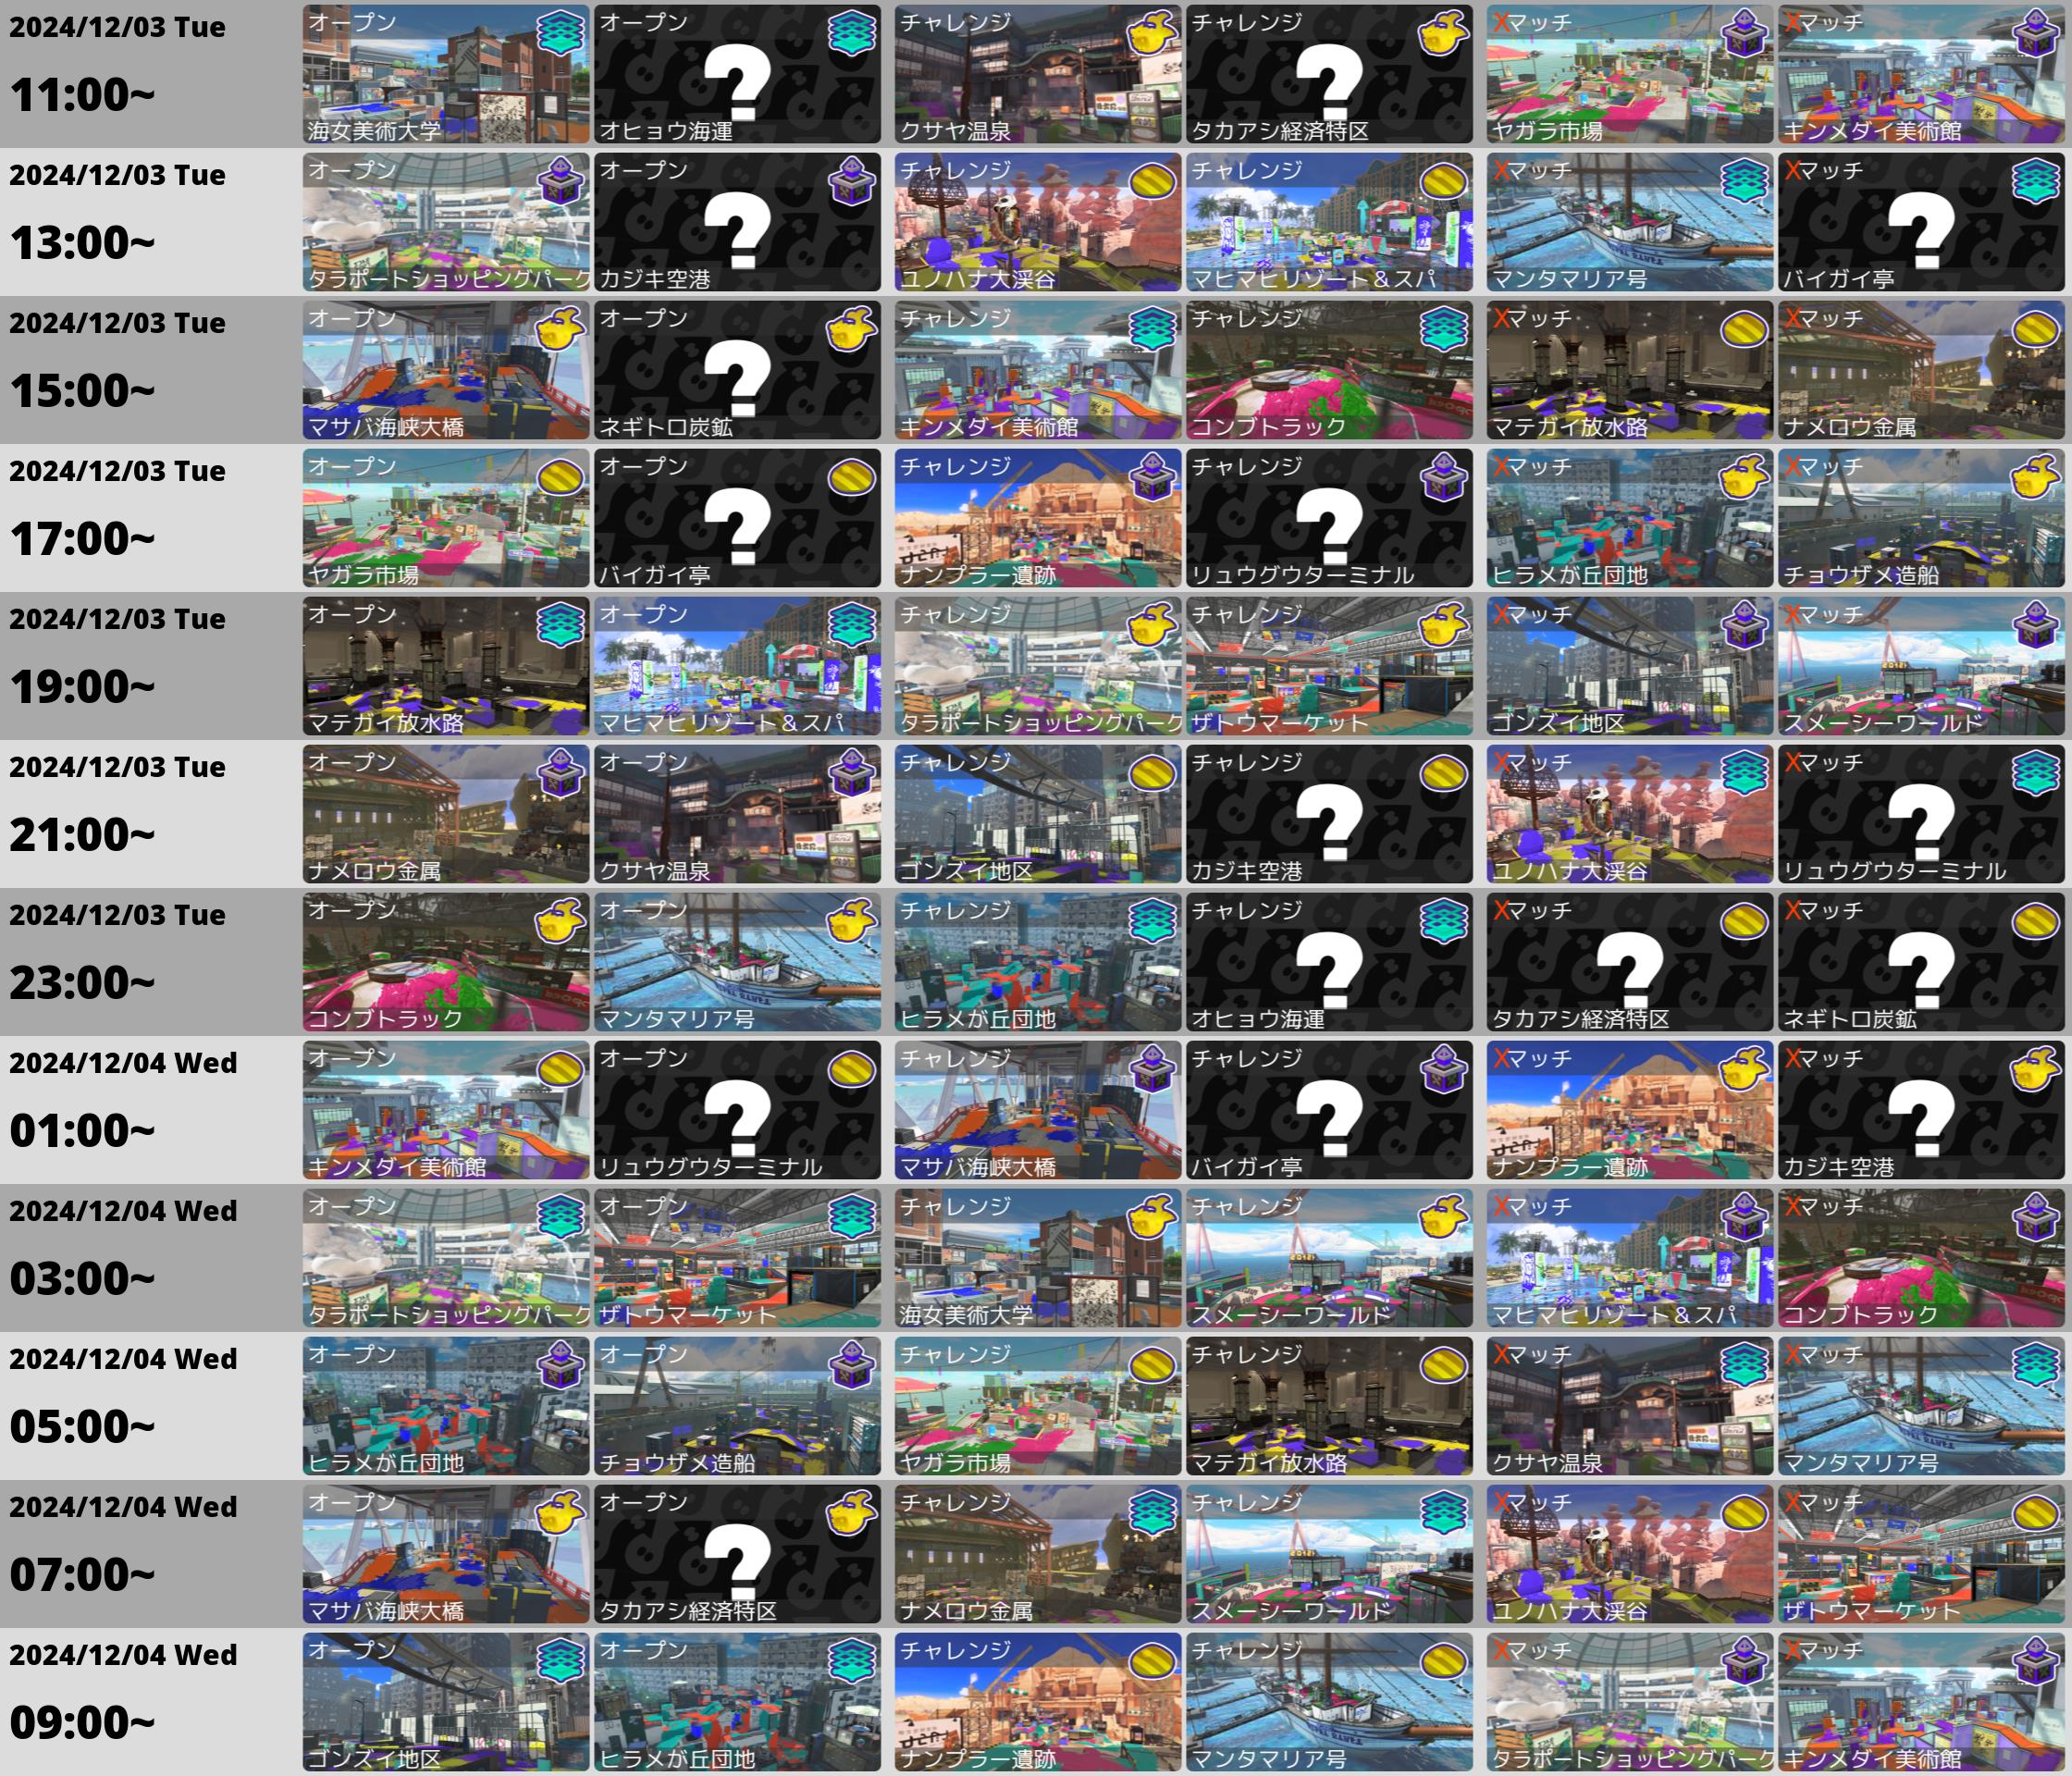 2024/12/03 Tue
11:00~
オープン
海女美術大学
オープン
オヒョウ海運
チャレンジ
クサヤ温泉
チャレンジ
タカアシ経済特区
Xマッチ
ヤガラ市場
Xマッチ
キンメダイ美術館
2024/12/03 Tue
13:00~
オープン
タラポートショッピングパーク
オープン
カジキ空港
チャレンジ
ユノハナ大渓谷
チャレンジ
マヒマヒリゾート＆スパ
Xマッチ
マンタマリア号
Xマッチ
バイガイ亭
2024/12/03 Tue
15:00~
オープン
マサバ海峡大橋
オープン
ネギトロ炭鉱
チャレンジ
キンメダイ美術館
チャレンジ
コンブトラック
Xマッチ
マテガイ放水路
Xマッチ
ナメロウ金属
2024/12/03 Tue
17:00~
オープン
ヤガラ市場
オープン
バイガイ亭
チャレンジ
ナンプラー遺跡
チャレンジ
リュウグウターミナル
Xマッチ
ヒラメが丘団地
Xマッチ
チョウザメ造船
2024/12/03 Tue
19:00~
オープン
マテガイ放水路
オープン
マヒマヒリゾート＆スパ
チャレンジ
タラポートショッピングパーク
チャレンジ
ザトウマーケット
Xマッチ
ゴンズイ地区
Xマッチ
スメーシーワールド
2024/12/03 Tue
21:00~
オープン
ナメロウ金属
オープン
クサヤ温泉
チャレンジ
ゴンズイ地区
チャレンジ
カジキ空港
Xマッチ
ユノハナ大渓谷
Xマッチ
リュウグウターミナル
2024/12/03 Tue
23:00~
オープン
コンブトラック
オープン
マンタマリア号
チャレンジ
ヒラメが丘団地
チャレンジ
オヒョウ海運
Xマッチ
タカアシ経済特区
Xマッチ
ネギトロ炭鉱
2024/12/04 Wed
01:00~
オープン
キンメダイ美術館
オープン
リュウグウターミナル
チャレンジ
マサバ海峡大橋
チャレンジ
バイガイ亭
Xマッチ
ナンプラー遺跡
Xマッチ
カジキ空港
2024/12/04 Wed
03:00~
オープン
タラポートショッピングパーク
オープン
ザトウマーケット
チャレンジ
海女美術大学
チャレンジ
スメーシーワールド
Xマッチ
マヒマヒリゾート＆スパ
Xマッチ
コンブトラック
2024/12/04 Wed
05:00~
オープン
ヒラメが丘団地
オープン
チョウザメ造船
チャレンジ
ヤガラ市場
チャレンジ
マテガイ放水路
Xマッチ
クサヤ温泉
Xマッチ
マンタマリア号
2024/12/04 Wed
07:00~
オープン
マサバ海峡大橋
オープン
タカアシ経済特区
チャレンジ
ナメロウ金属
チャレンジ
スメーシーワールド
Xマッチ
ユノハナ大渓谷
Xマッチ
ザトウマーケット
2024/12/04 Wed
09:00~
オープン
ゴンズイ地区
オープン
ヒラメが丘団地
チャレンジ
ナンプラー遺跡
チャレンジ
マンタマリア号
Xマッチ
タラポートショッピングパーク
Xマッチ
キンメダイ美術館